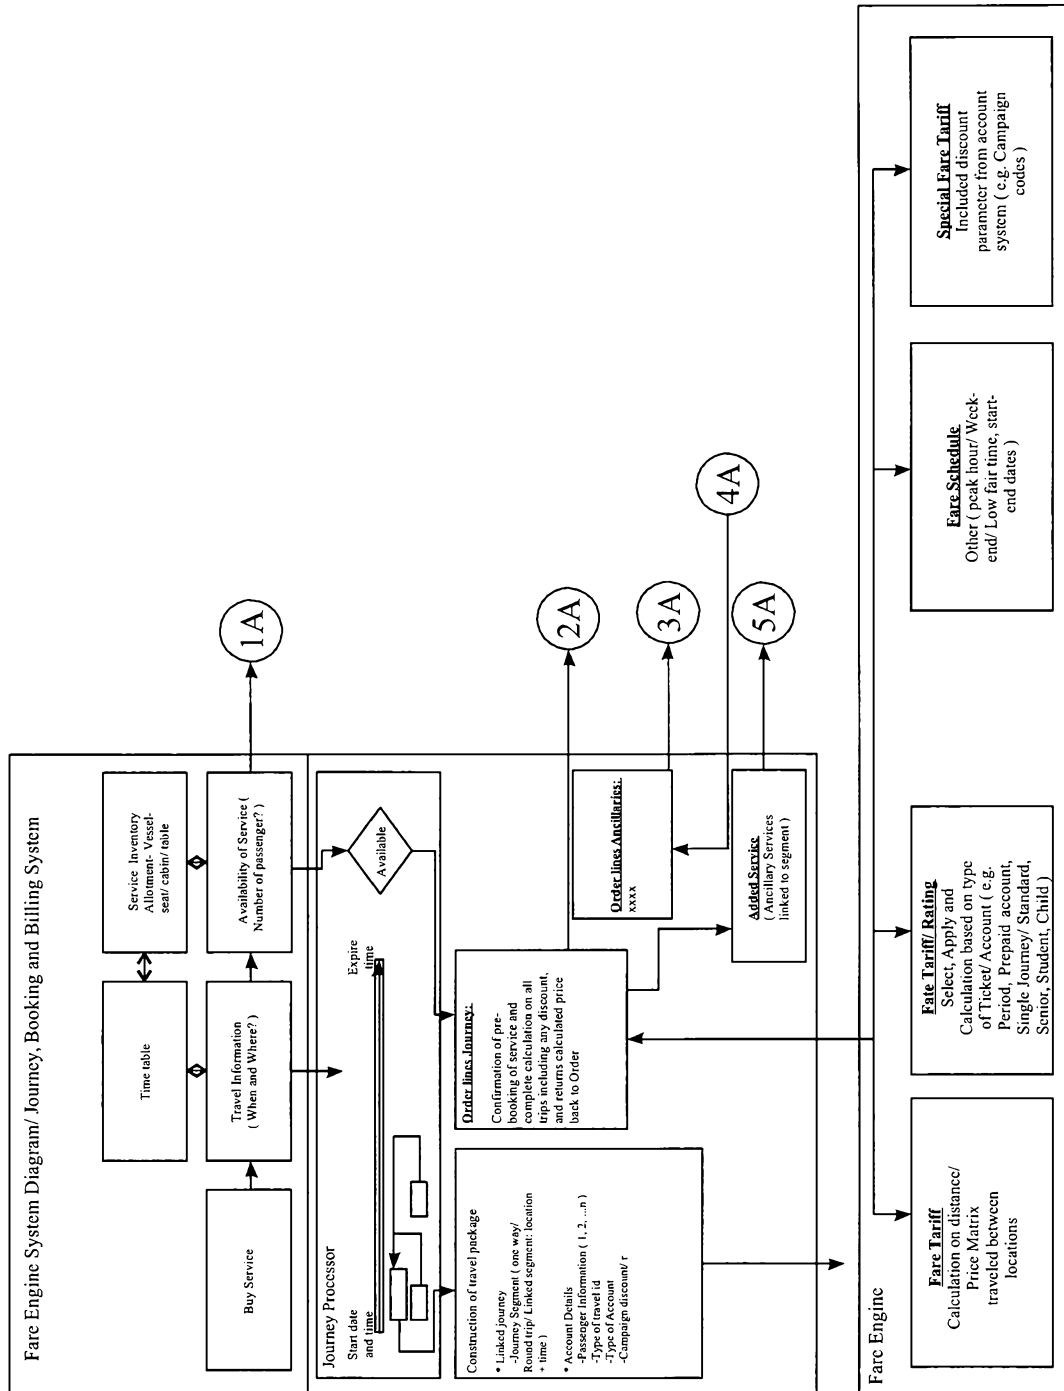 Fare Engine System Diagram/ Journey, Booking and Billing System
Time table
Service Inventory
Allotment- Vessel-
seat/ cabin/ table
Buy Service
Travel Information
( When and Where? )
Availability of Service (
Number of passenger? )
1A
Journey Processor
Start date
and time
Expire
time
Available
Construction of travel package
* Linked journey
-Journey Segment ( one way/
Round trip/ Linked segment: location
+ time )
* Account Details
-Passenger Information ( 1, 2, ...n )
-Type of travel id
-Type of Account
-Campaign discount/ r
Order lines Journey:
Confirmation of pre-
booking of service and
complete calculation on all
trips including any discount,
and returns calculated price
back to Order
2A
Order lines Ancillaries:
xxxx
3A
4A
Added Service
( Ancillary Services
linked to segment )
5A
Fare Engine
Fare Tariff
Calculation on distance/
Price Matrix
traveled between
locations
Fate Tariff/ Rating
Select, Apply and
Calculation based on type
of Ticket/ Account ( e.g.
Period, Prepaid account,
Single Journey/ Standard,
Senior, Student, Child )
Fare Schedule
Other ( peak hour/ Week-
end/ Low fair time, start-
end dates )
Special Fare Tariff
Included discount
parameter from account
system ( e.g. Campaign
codes )